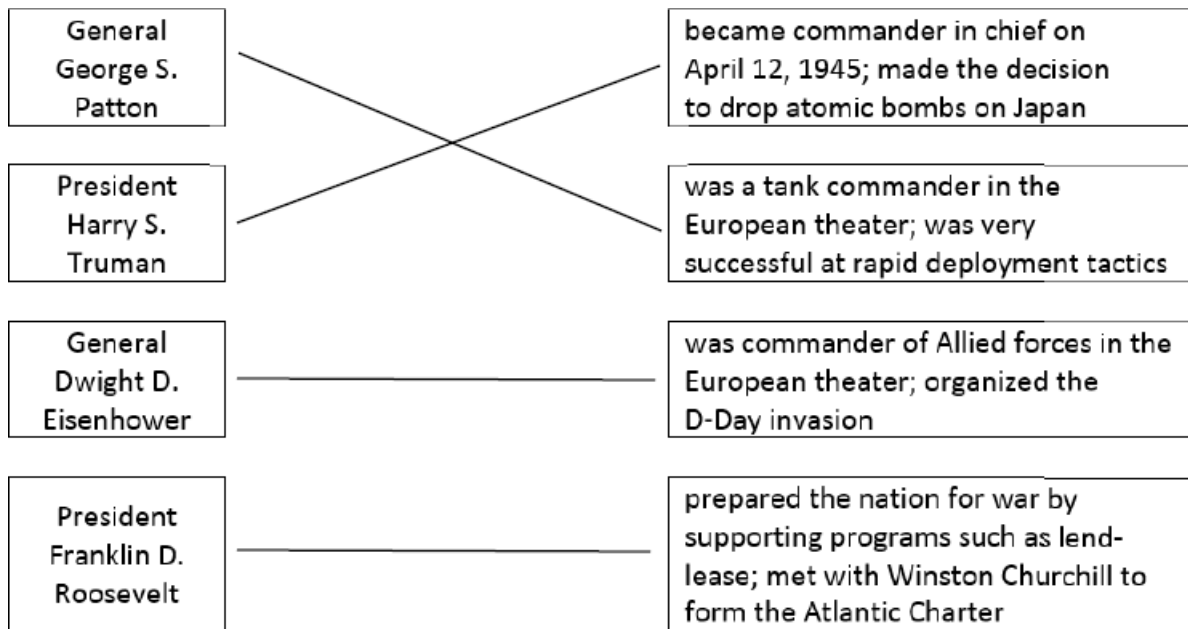 General
George S.
Patton
became commander in chief on
April 12, 1945; made the decision
to drop atomic bombs on Japan
President
Harry S.
Truman
was a tank commander in the
European theater; was very
successful at rapid deployment tactics
General
Dwight D.
Eisenhower
was commander of Allied forces in the
European theater; organized the
D-Day invasion
President
Franklin D.
Roosevelt
prepared the nation for war by
supporting programs such as lend-
lease; met with Winston Churchill to
form the Atlantic Charter